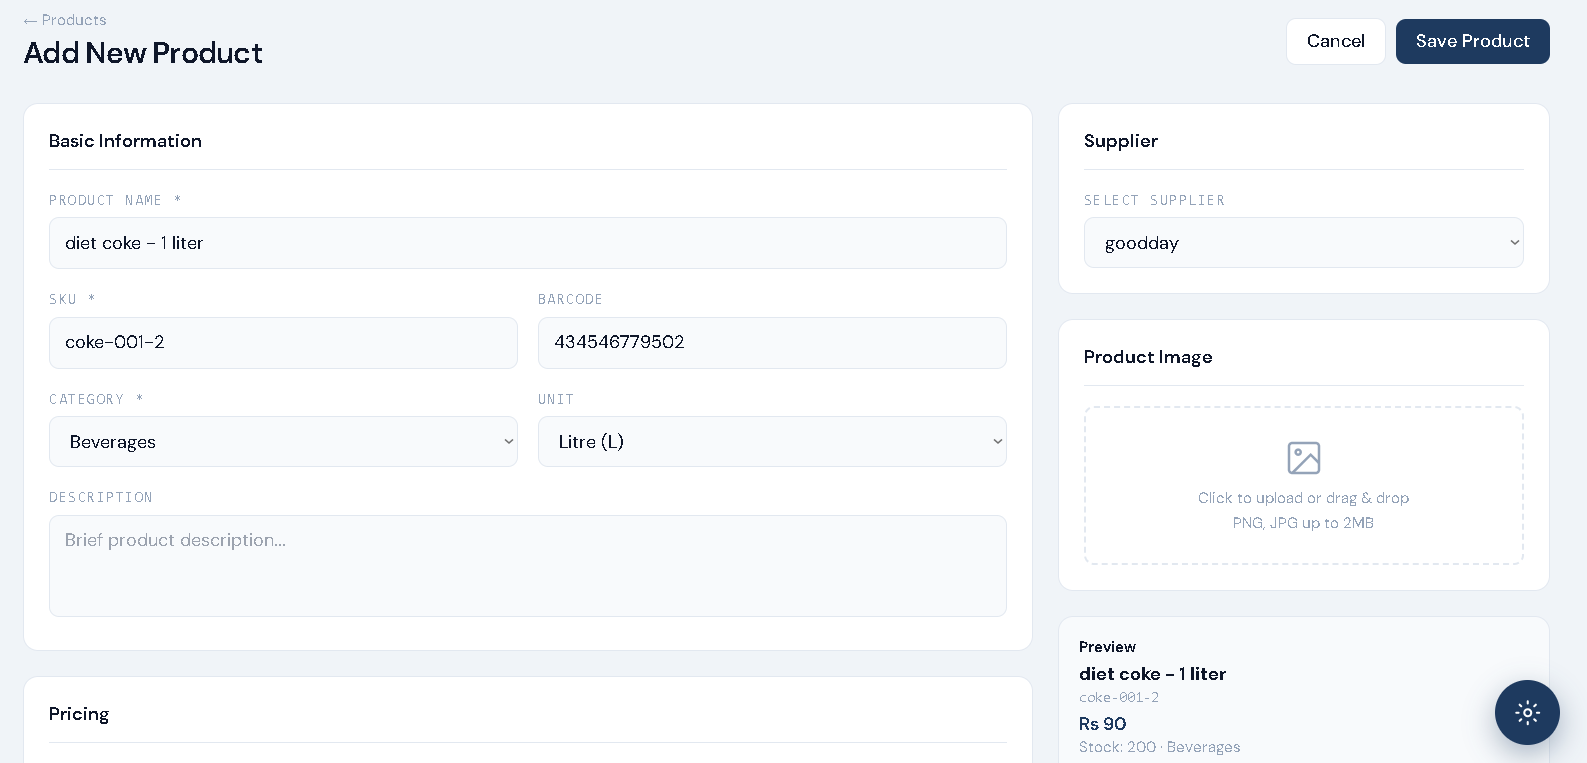 ← Products
Add New Product
Cancel
Save Product
Basic Information
PRODUCT NAME *
diet coke - 1 liter
SKU *
BARCODE
coke-001-2
434546779502
CATEGORY *
UNIT
Beverages
Litre (L)
DESCRIPTION
Brief product description...
Pricing
Supplier
SELECT SUPPLIER
goodday
Product Image
Click to upload or drag & drop
PNG, JPG up to 2MB
Preview
diet coke - 1 liter
coke-001-2
Rs 90
Stock: 200 · Beverages